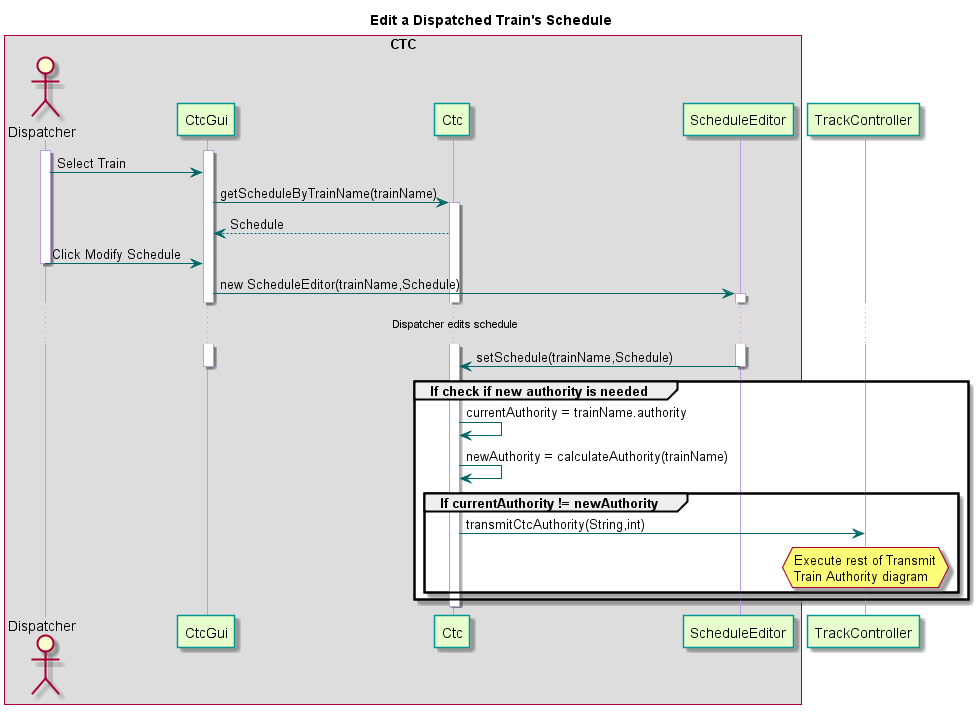 Edit a Dispatched Train's Schedule
CTC
Dispatcher
CtcGui
Ctc
ScheduleEditor
TrackController
Select Train
getScheduleByTrainName(trainName)
Schedule
Click Modify Schedule
new ScheduleEditor(trainName,Schedule)
Dispatcher edits schedule
setSchedule(trainName,Schedule)
If check if new authority is needed
currentAuthority = trainName.authority
newAuthority = calculateAuthority(trainName)
If currentAuthority != newAuthority
transmitCtcAuthority(String,int)
Execute rest of Transmit
Train Authority diagram
Dispatcher
CtcGui
Ctc
ScheduleEditor
TrackController